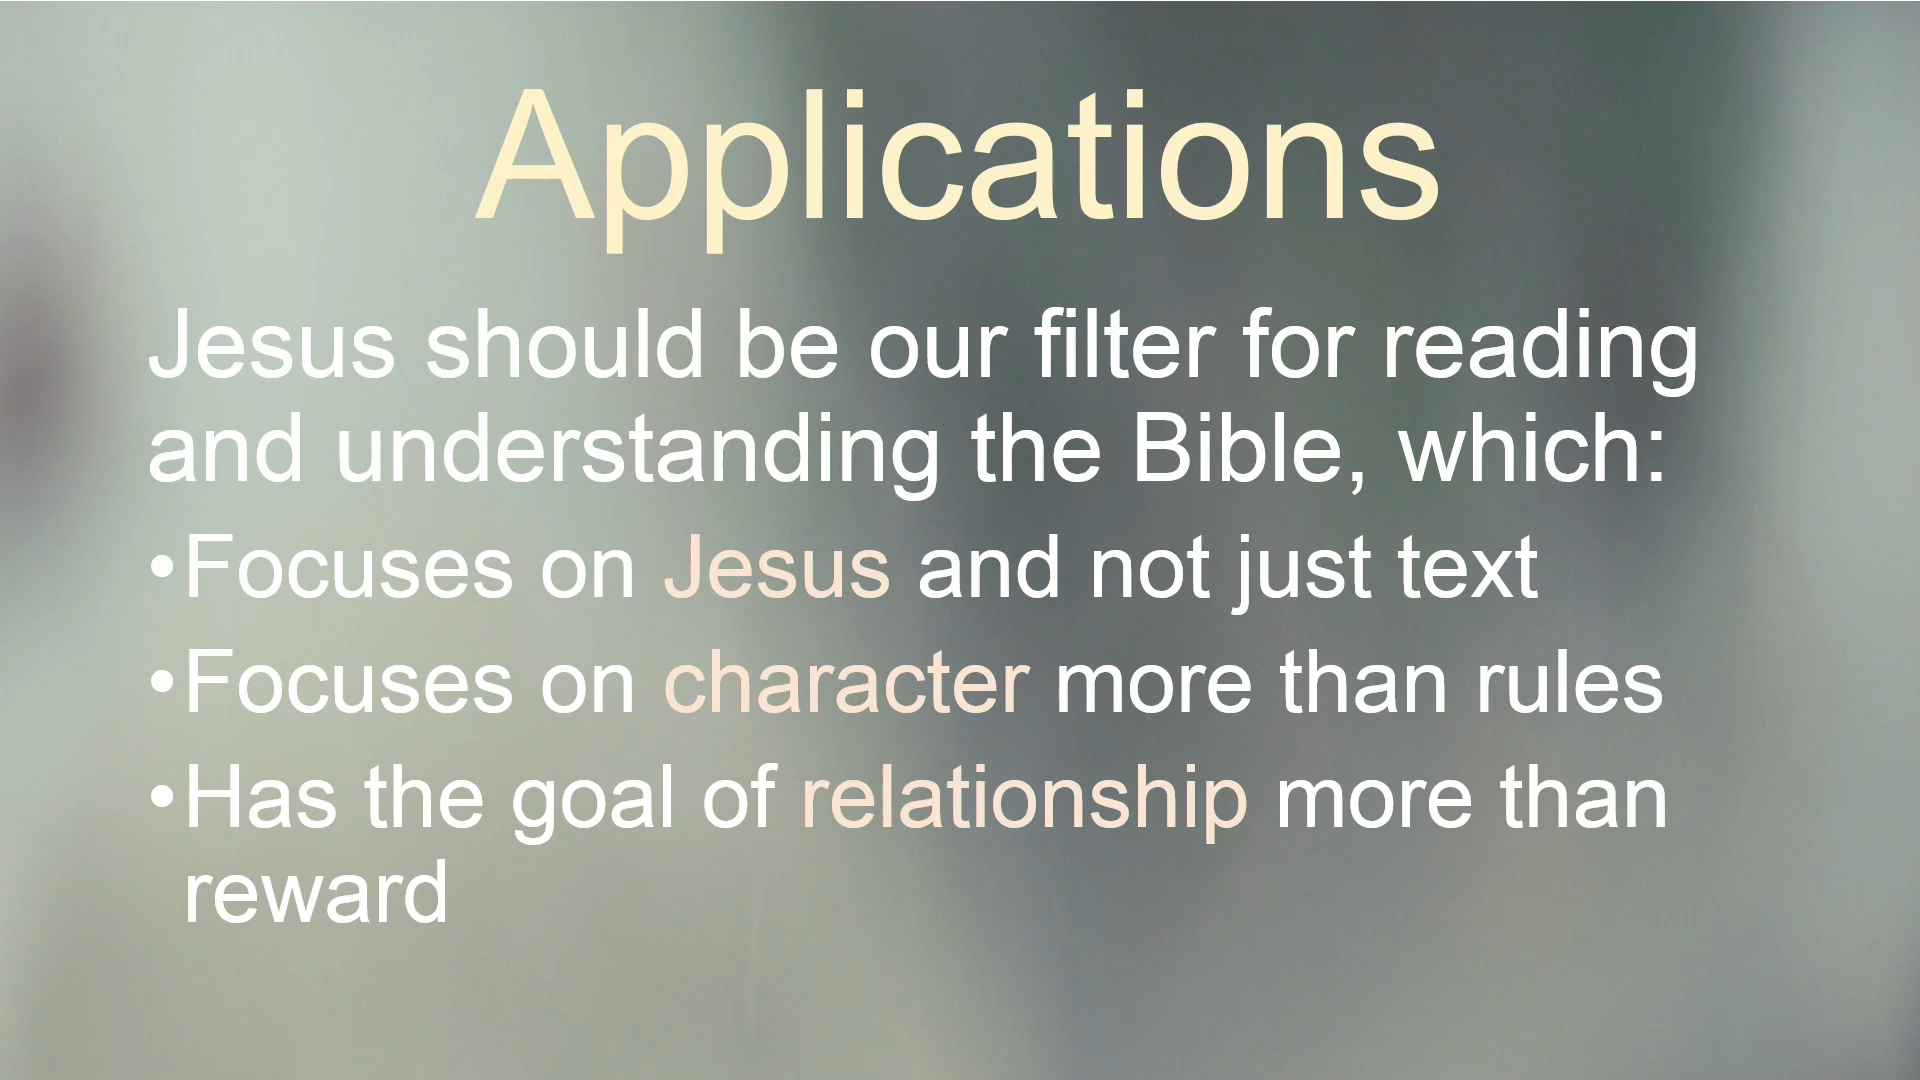 Applications
Jesus should be our filter for reading
and understanding the Bible, which:
•Focuses on Jesus and not just text
•Focuses on character more than rules
•Has the goal of relationship more than
reward